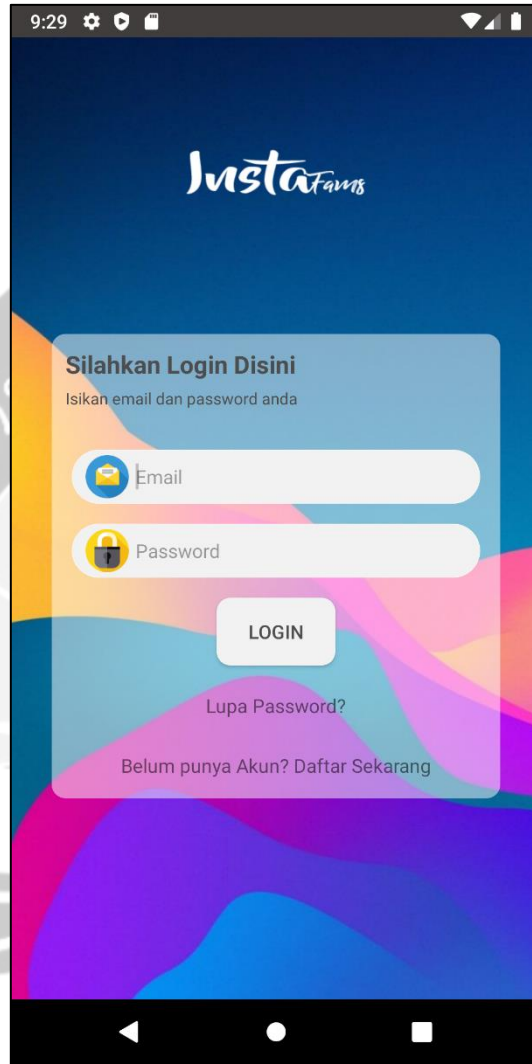 9:29
InstaFams
Silahkan Login Disini
Isikan email dan password anda
Email
Password
LOGIN
Lupa Password?
Belum punya Akun? Daftar Sekarang